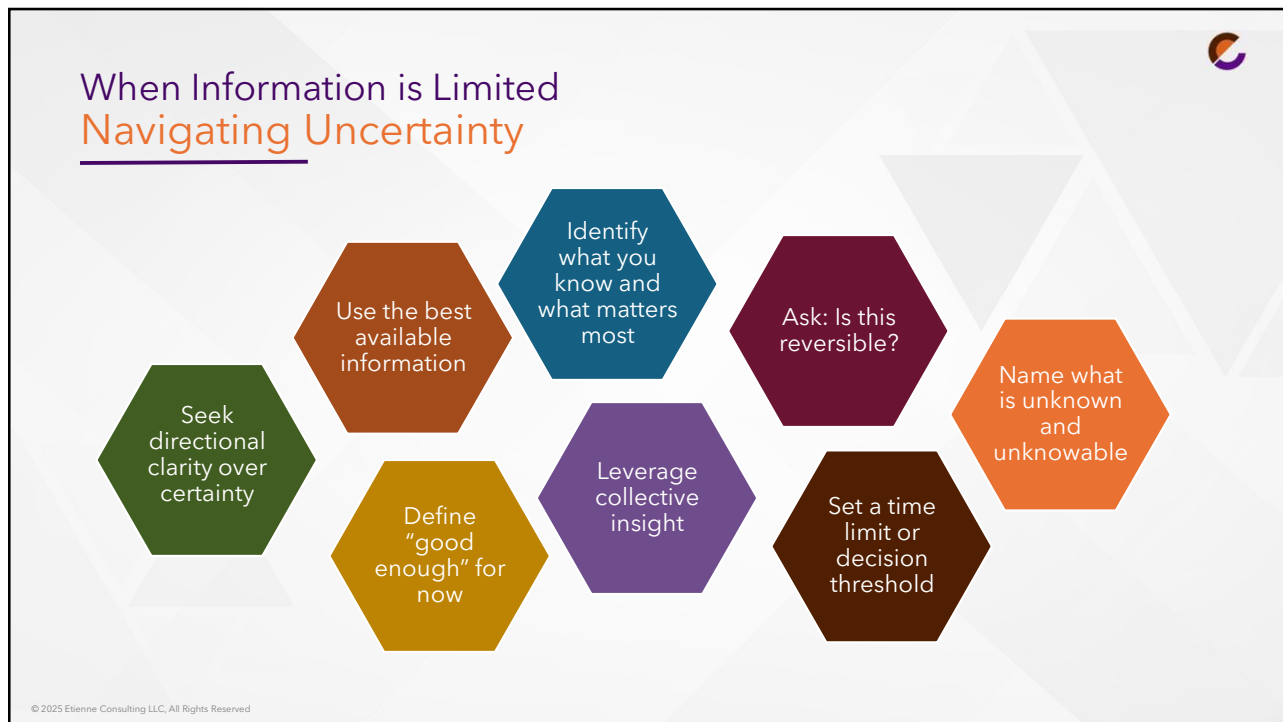 When Information is Limited
Navigating Uncertainty
Seek
directional
clarity over
certainty
Use the best
available
information
Identify
what you
know and
what matters
most
Ask: Is this
reversible?
Name what
is unknown
and
unknowable
Define
“good
enough” for
now
Leverage
collective
insight
Set a time
limit or
decision
threshold
© 2025 Etienne Consulting LLC, All Rights Reserved